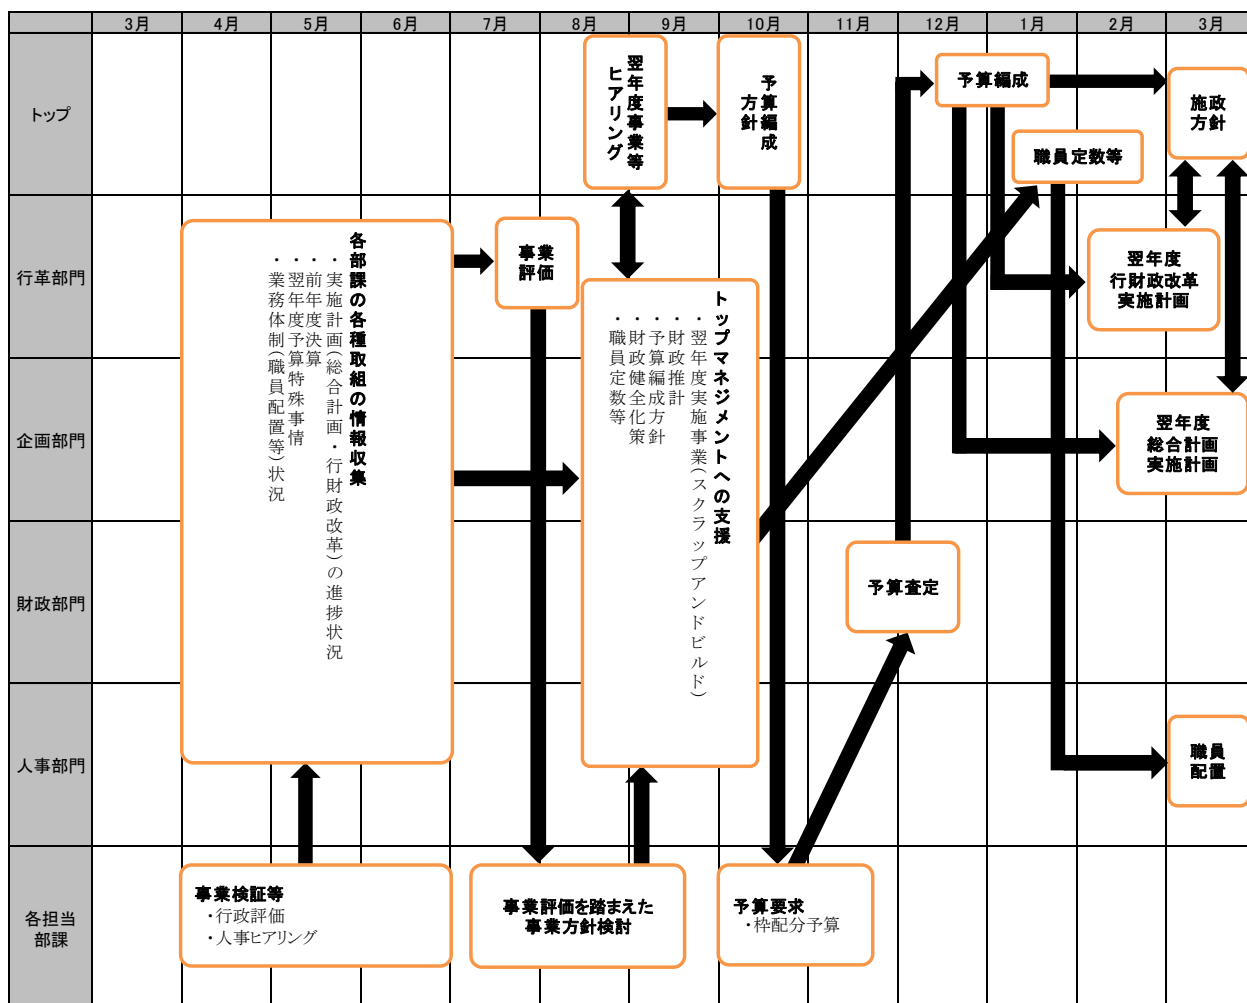 3月
4月
5月
6月
7月
8月
9月
10月
11月
12月
1月
2月
3月
トップ
翌年度事業等
ヒアリング
予算編成
方針
予算編成
職員定数等
施政
方針
行革部門
各部課の各種取組の情報収集
・実施計画(総合計画・行財政改革)の進捗状況
・前年度決算
・翌年度予算特殊事情
・業務体制(職員配置等)状況
事業
評価
トップマネジメントへの支援
・翌年度実施事業(スクラップアンドビルド)
・財政推計
・予算編成方針
・財政健全化策
・職員定数等
翌年度
行財政改革
実施計画
企画部門
翌年度
総合計画
実施計画
財政部門
予算査定
人事部門
職員
配置
各担当
部課
事業検証等
・行政評価
・人事ヒアリング
事業評価を踏まえた
事業方針検討
予算要求
・枠配分予算